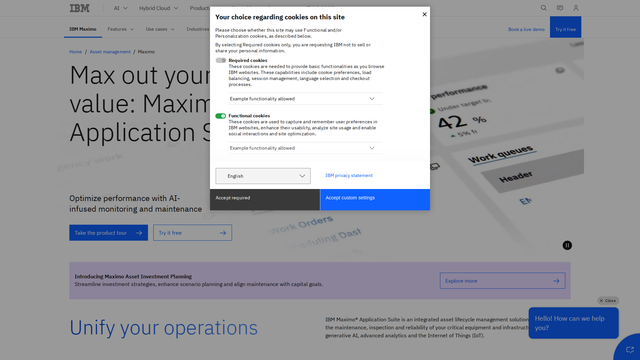 IBM
AI
Hybrid Cloud
Products
IBM Maximo
Features
Use cases
Industries
Book a live demo
Try it free
Home / Asset management / Maximo
Max out your
value: Maxim
Application S
Optimize performance with AI-
infused monitoring and maintenance
Take the product tour
Try it free
Under target 80
42 %
6
Work queues
Header
Work Orders
Scheduling Dash
Your choice regarding cookies on this site
Please choose whether this site may use Functional and/or
Personalization cookies, as described below.
By selecting Required cookies only, you are requesting IBM not to sell or
share your personal information.
Required cookies
These cookies are needed to provide basic functionalities as you browse
IBM websites. These capabilities include cookie preferences, load
balancing, session management, language selection and checkout
processes.
Example functionality allowed
Functional cookies
These cookies are used to capture and remember user preferences in
IBM websites, enhance their usability, analyze site usage and enable
social interactions and site optimization.
Example functionality allowed
English
IBM privacy statement
Accept required
Accept custom settings
Introducing Maximo Asset Investment Planning
Streamline investment strategies, enhance scenario planning and align maintenance with capital goals.
Explore more
Close
Hello! How can we help
you?
Unify your operations
IBM Maximo® Application Suite is an integrated asset lifecycle management solution
the maintenance, inspection and reliability of your critical equipment and infrastructure
generative AI, advanced analytics and the Internet of Things (IoT).